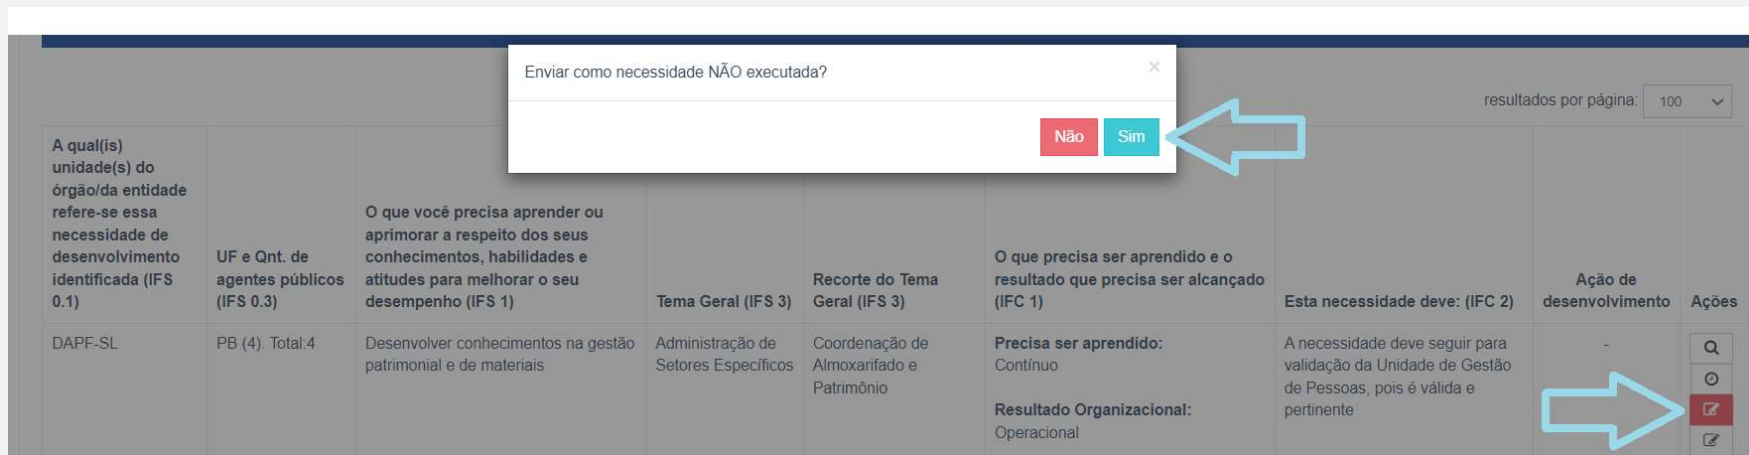 Enviar como necessidade NÃO executada?
×
Não Sim
resultados por página: 100
A qual(is)
unidade(s) do
órgão/da entidade
refere-se essa
necessidade de
desenvolvimento
identificada (IFS
0.1)
UF e Qnt. de
agentes públicos
(IFS 0.3)
O que você precisa aprender ou
aprimorar a respeito dos seus
conhecimentos, habilidades e
atitudes para melhorar o seu
desempenho (IFS 1)
Tema Geral (IFS 3)
Recorte do Tema
Geral (IFS 3)
O que precisa ser aprendido e o
resultado que precisa ser alcançado
(IFC 1)
Esta necessidade deve: (IFC 2)
Ação de
desenvolvimento
Ações
DAPF-SL
PB (4). Total:4
Desenvolver conhecimentos na gestão
patrimonial e de materiais
Administração de
Setores Específicos
Coordenação de
Almoxarifado e
Patrimônio
Precisa ser aprendido:
Contínuo
Resultado Organizacional:
Operacional
A necessidade deve seguir para
validação da Unidade de Gestão
de Pessoas, pois é válida e
pertinente
-